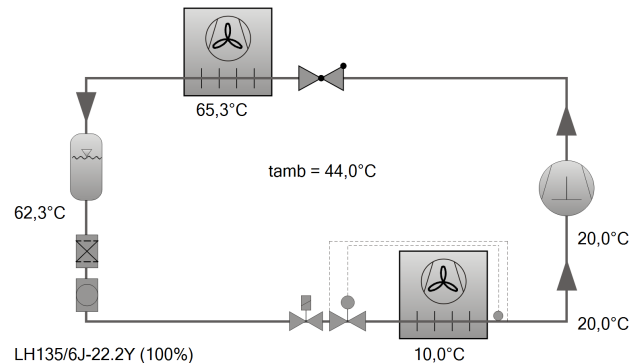 65,3°C
tamb = 44,0°C
62,3°C
20,0°C
20,0°C
LH135/6J-22.2Y (100%)
10,0°C